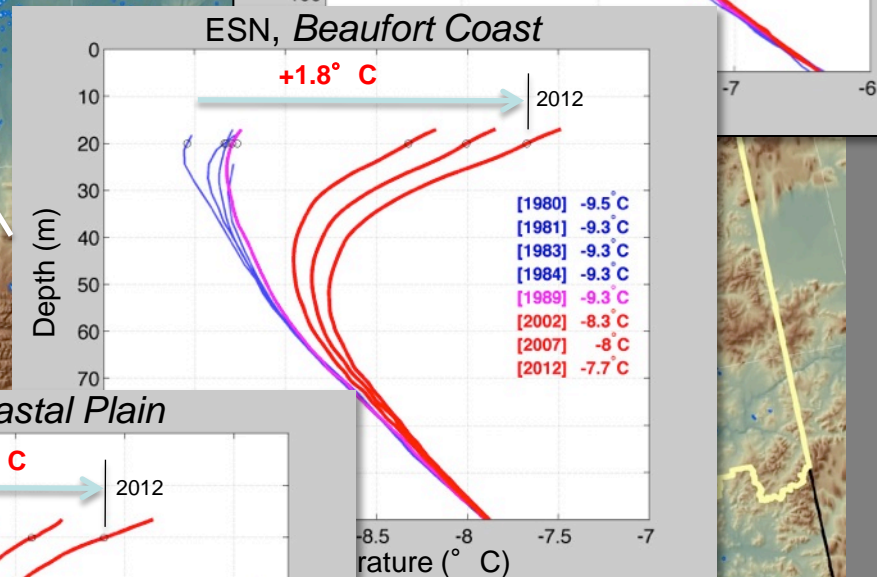 ESN, Beaufort Coast
+1.8° C
2012
0
10
20
30
40
50
60
70
Depth (m)
[1980] -9.5°C
[1981] -9.3°C
[1983] -9.3°C
[1984] -9.3°C
[1989] -9.3°C
[2002] -8.3°C
[2007] -8°C
[2012] -7.7°C
-8.5
-8
-7.5
-7
rature (° C)
-7
-6
astal Plain
C
2012